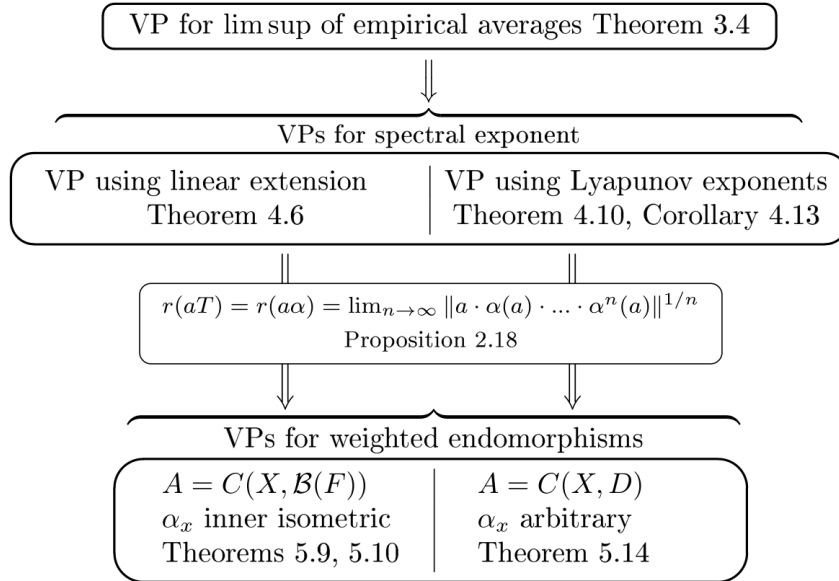 VP for lim sup of empirical averages Theorem 3.4
⇓
VPs for spectral exponent
VP using linear extension | VP using Lyapunov exponents
Theorem 4.6 | Theorem 4.10, Corollary 4.13
r(aT) = r(aα) = lim_{n→∞} ‖a · α(a) · ... · α^n(a)‖^{1/n}
Proposition 2.18
VPs for weighted endomorphisms
A = C(X, 𝓑(F)) | A = C(X, D)
α_x inner isometric | α_x arbitrary
Theorems 5.9, 5.10 | Theorem 5.14